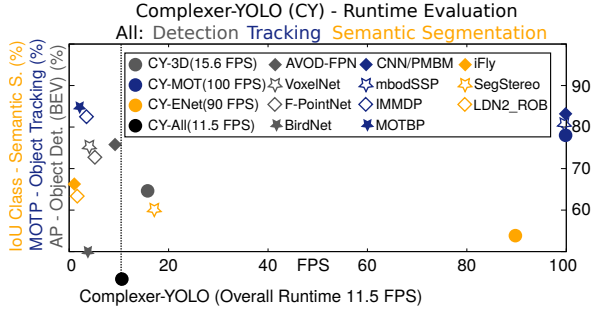 Complexer-YOLO (CY) - Runtime Evaluation
All: Detection Tracking Semantic Segmentation
IoU Class - Semantic S. (%)
MOTP - Object Tracking (%)
AP - Object Det. (BEV) (%)
CY-3D(15.6 FPS) AVOD-FPN CNN/PMBM iFly
CY-MOT(100 FPS) VoxelNet mbodSSP SegStereo
CY-ENet(90 FPS) F-PointNet IMMDP LDN2_ROB
CY-All(11.5 FPS) BirdNet MOTBP
90
80
70
60
0 20 40 FPS 60 80 100
Complexer-YOLO (Overall Runtime 11.5 FPS)